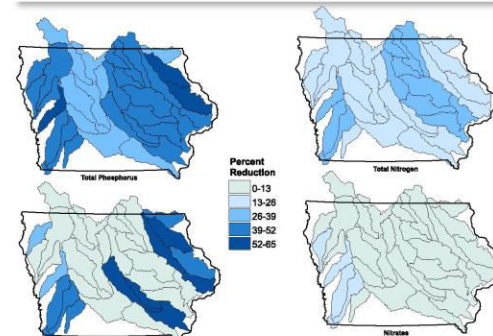 Total Phosphorus
Total Nitrogen
Percent
Reduction
0-13
13-26
26-39
39-52
52-65
Nitrates